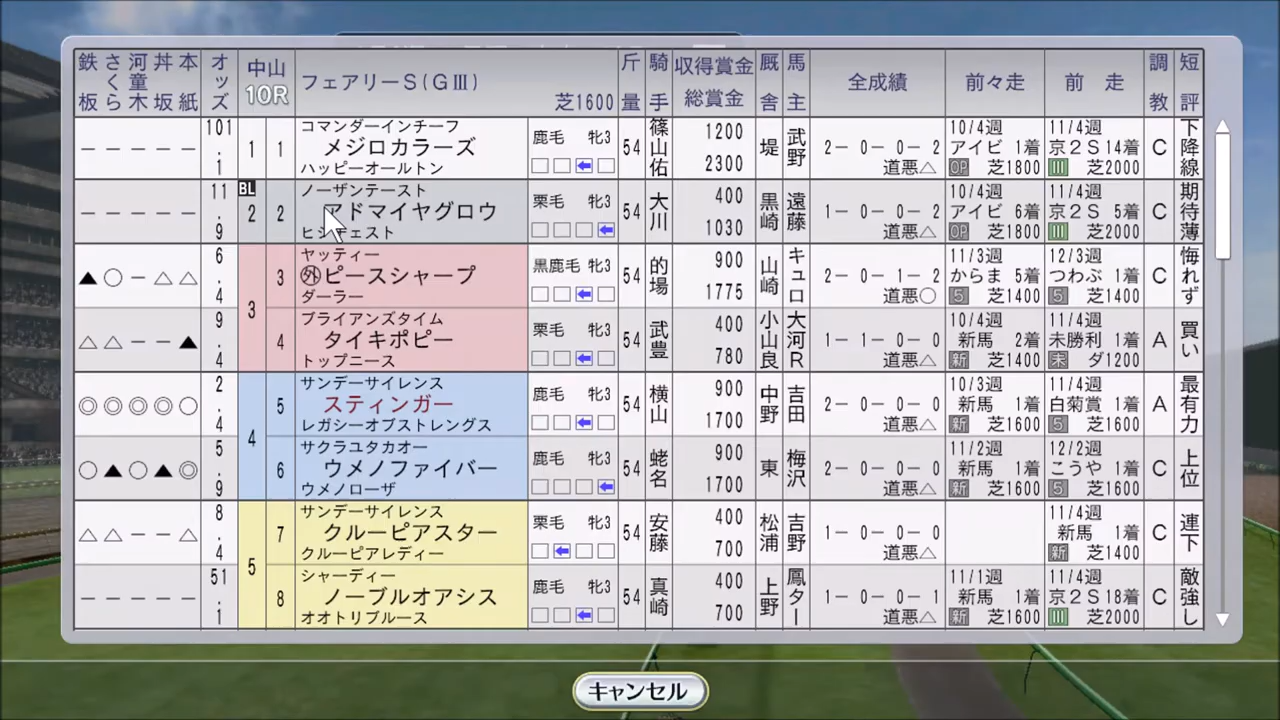 鉄板 さくら 河童木 丼坂 本紙 オッズ 中山10R フェアリーS(GⅢ) 芝1600 斤量 騎手 収得賞金 総賞金 厩舎 馬主 全成績 前々走 前走 調教 短評
－－－－－ 101.1 1 1 コマンダーインチーフ
メジロカラーズ 鹿毛 牝3 54 篠山佑 1200 堤 武野 2-0-0-2 10/4週 アイビ 1着 11/4週 京2S 14着 C 下降線
ハッピーオールトン 2300 道悪△ OP 芝1800 Ⅲ 芝2000
－－－－－ 11.9 BL 2 2 ノーザンテースト
アドマイヤグロウ 栗毛 牝3 54 大川 400 黒崎 遠藤 1-0-0-2 10/4週 アイビ 6着 11/4週 京2S 5着 C 期待薄
ヒシ ェスト 1030 道悪△ OP 芝1800 Ⅲ 芝2000
▲○－△△ 6.4 3 3 ヤッティー
㊕ピースシャープ 黒鹿毛 牝3 54 的場 900 山崎 キュロ 2-0-1-2 11/3週 からま 5着 12/3週 つわぶ 1着 C 侮れず
ダーラー 1775 道悪○ 5 芝1400 5 芝1400
△△－－▲ 9.4 4 ブライアンズタイム
タイキポピー 栗毛 牝3 54 武豊 400 小山良 大河R 1-1-0-0 10/4週 新馬 2着 11/4週 未勝利 1着 A 買い
トップニース 780 道悪△ 新 芝1400 未 ダ1200
◎◎◎◎○ 2.4 4 5 サンデーサイレンス
スティンガー 鹿毛 牝3 54 横山 900 中野 吉田 2-0-0-0 10/3週 新馬 1着 11/4週 白菊賞 1着 A 最有力
レガシーオブストレングス 1700 道悪△ 新 芝1600 5 芝1600
○▲○▲◎ 5.9 6 サクラユタカオー
ウメノファイバー 鹿毛 牝3 54 蛯名 900 東 梅沢 2-0-0-0 11/2週 新馬 1着 12/2週 こうや 1着 C 上位
ウメノローザ 1700 道悪△ 新 芝1600 5 芝1600
△△－－△ 8.4 5 7 サンデーサイレンス
クルーピアスター 栗毛 牝3 54 安藤 400 松浦 吉野 1-0-0-0 11/4週 新馬 1着 C 連下
クルーピアレディー 700 道悪△ 新 芝1400
－－－－－ 51.1 8 シャーディー
ノーブルオアシス 鹿毛 牝3 54 真崎 400 上野 鳳ター 1-0-0-1 11/1週 新馬 1着 11/4週 京2S 18着 C 敵強し
オオトリブルース 700 道悪△ 新 芝1600 Ⅲ 芝2000
キャンセル